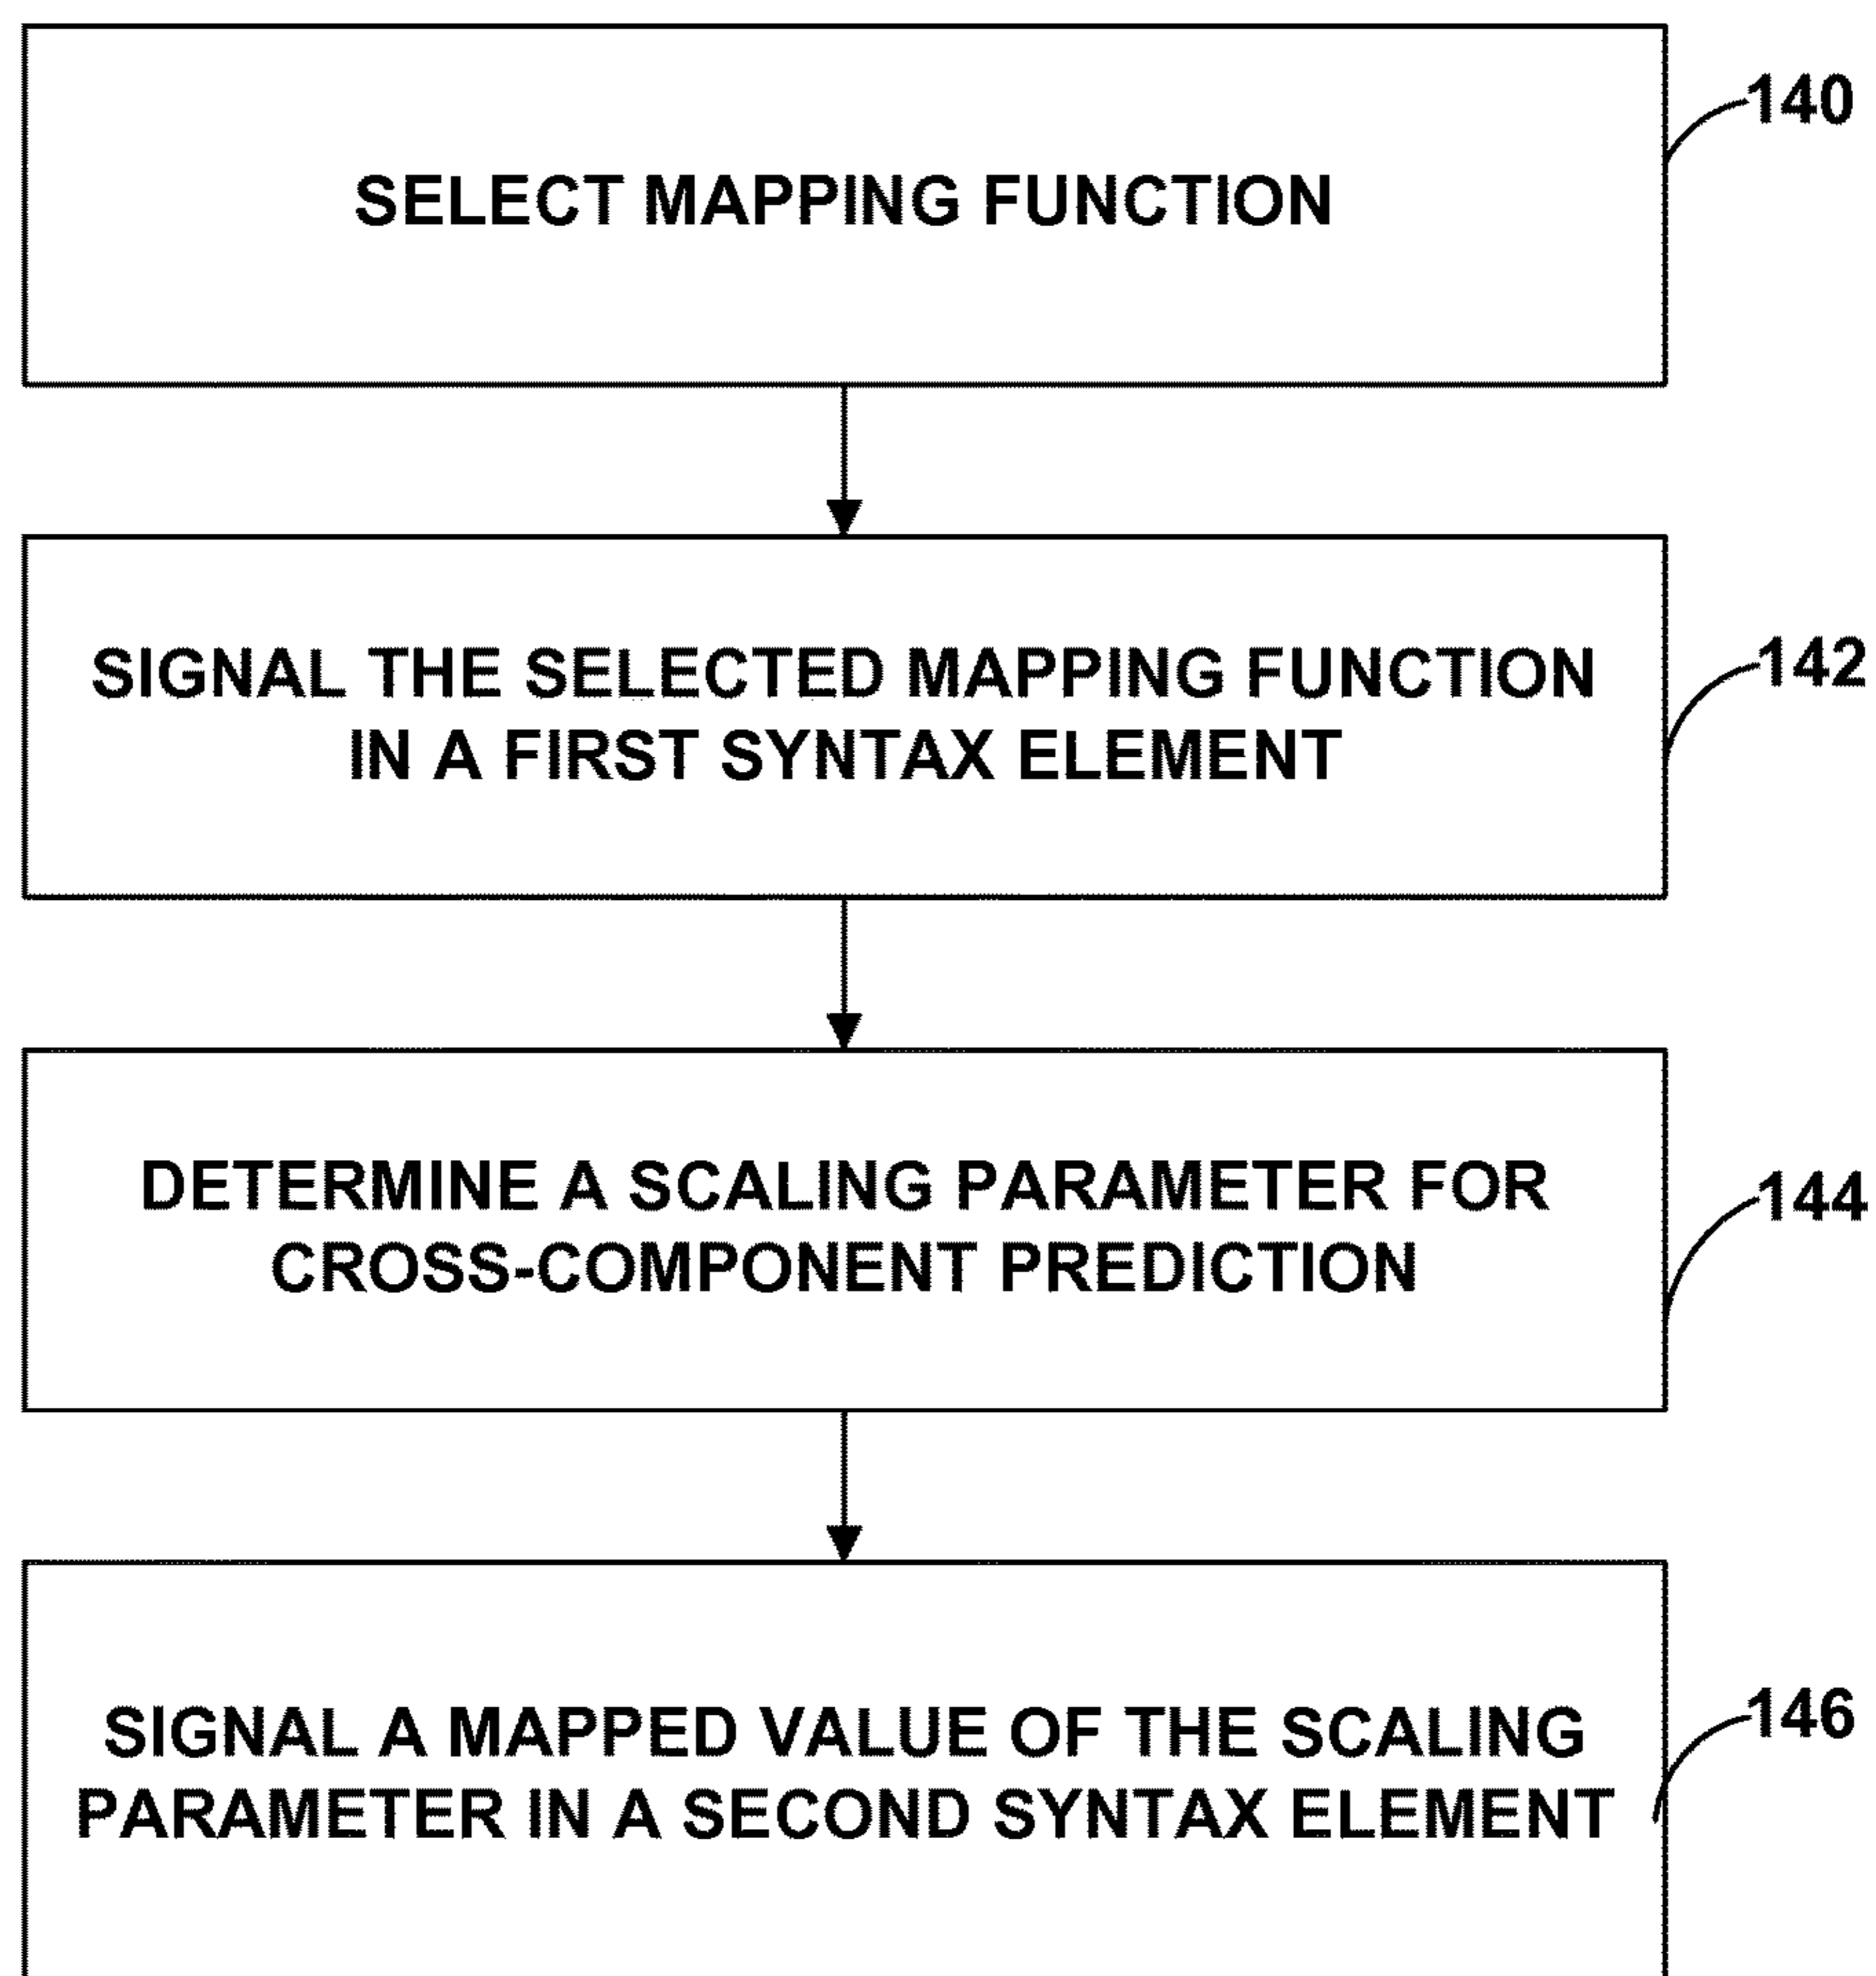 140
SELECT MAPPING FUNCTION
142
SIGNAL THE SELECTED MAPPING FUNCTION
IN A FIRST SYNTAX ELEMENT
144
DETERMINE A SCALING PARAMETER FOR
CROSS-COMPONENT PREDICTION
146
SIGNAL A MAPPED VALUE OF THE SCALING
PARAMETER IN A SECOND SYNTAX ELEMENT